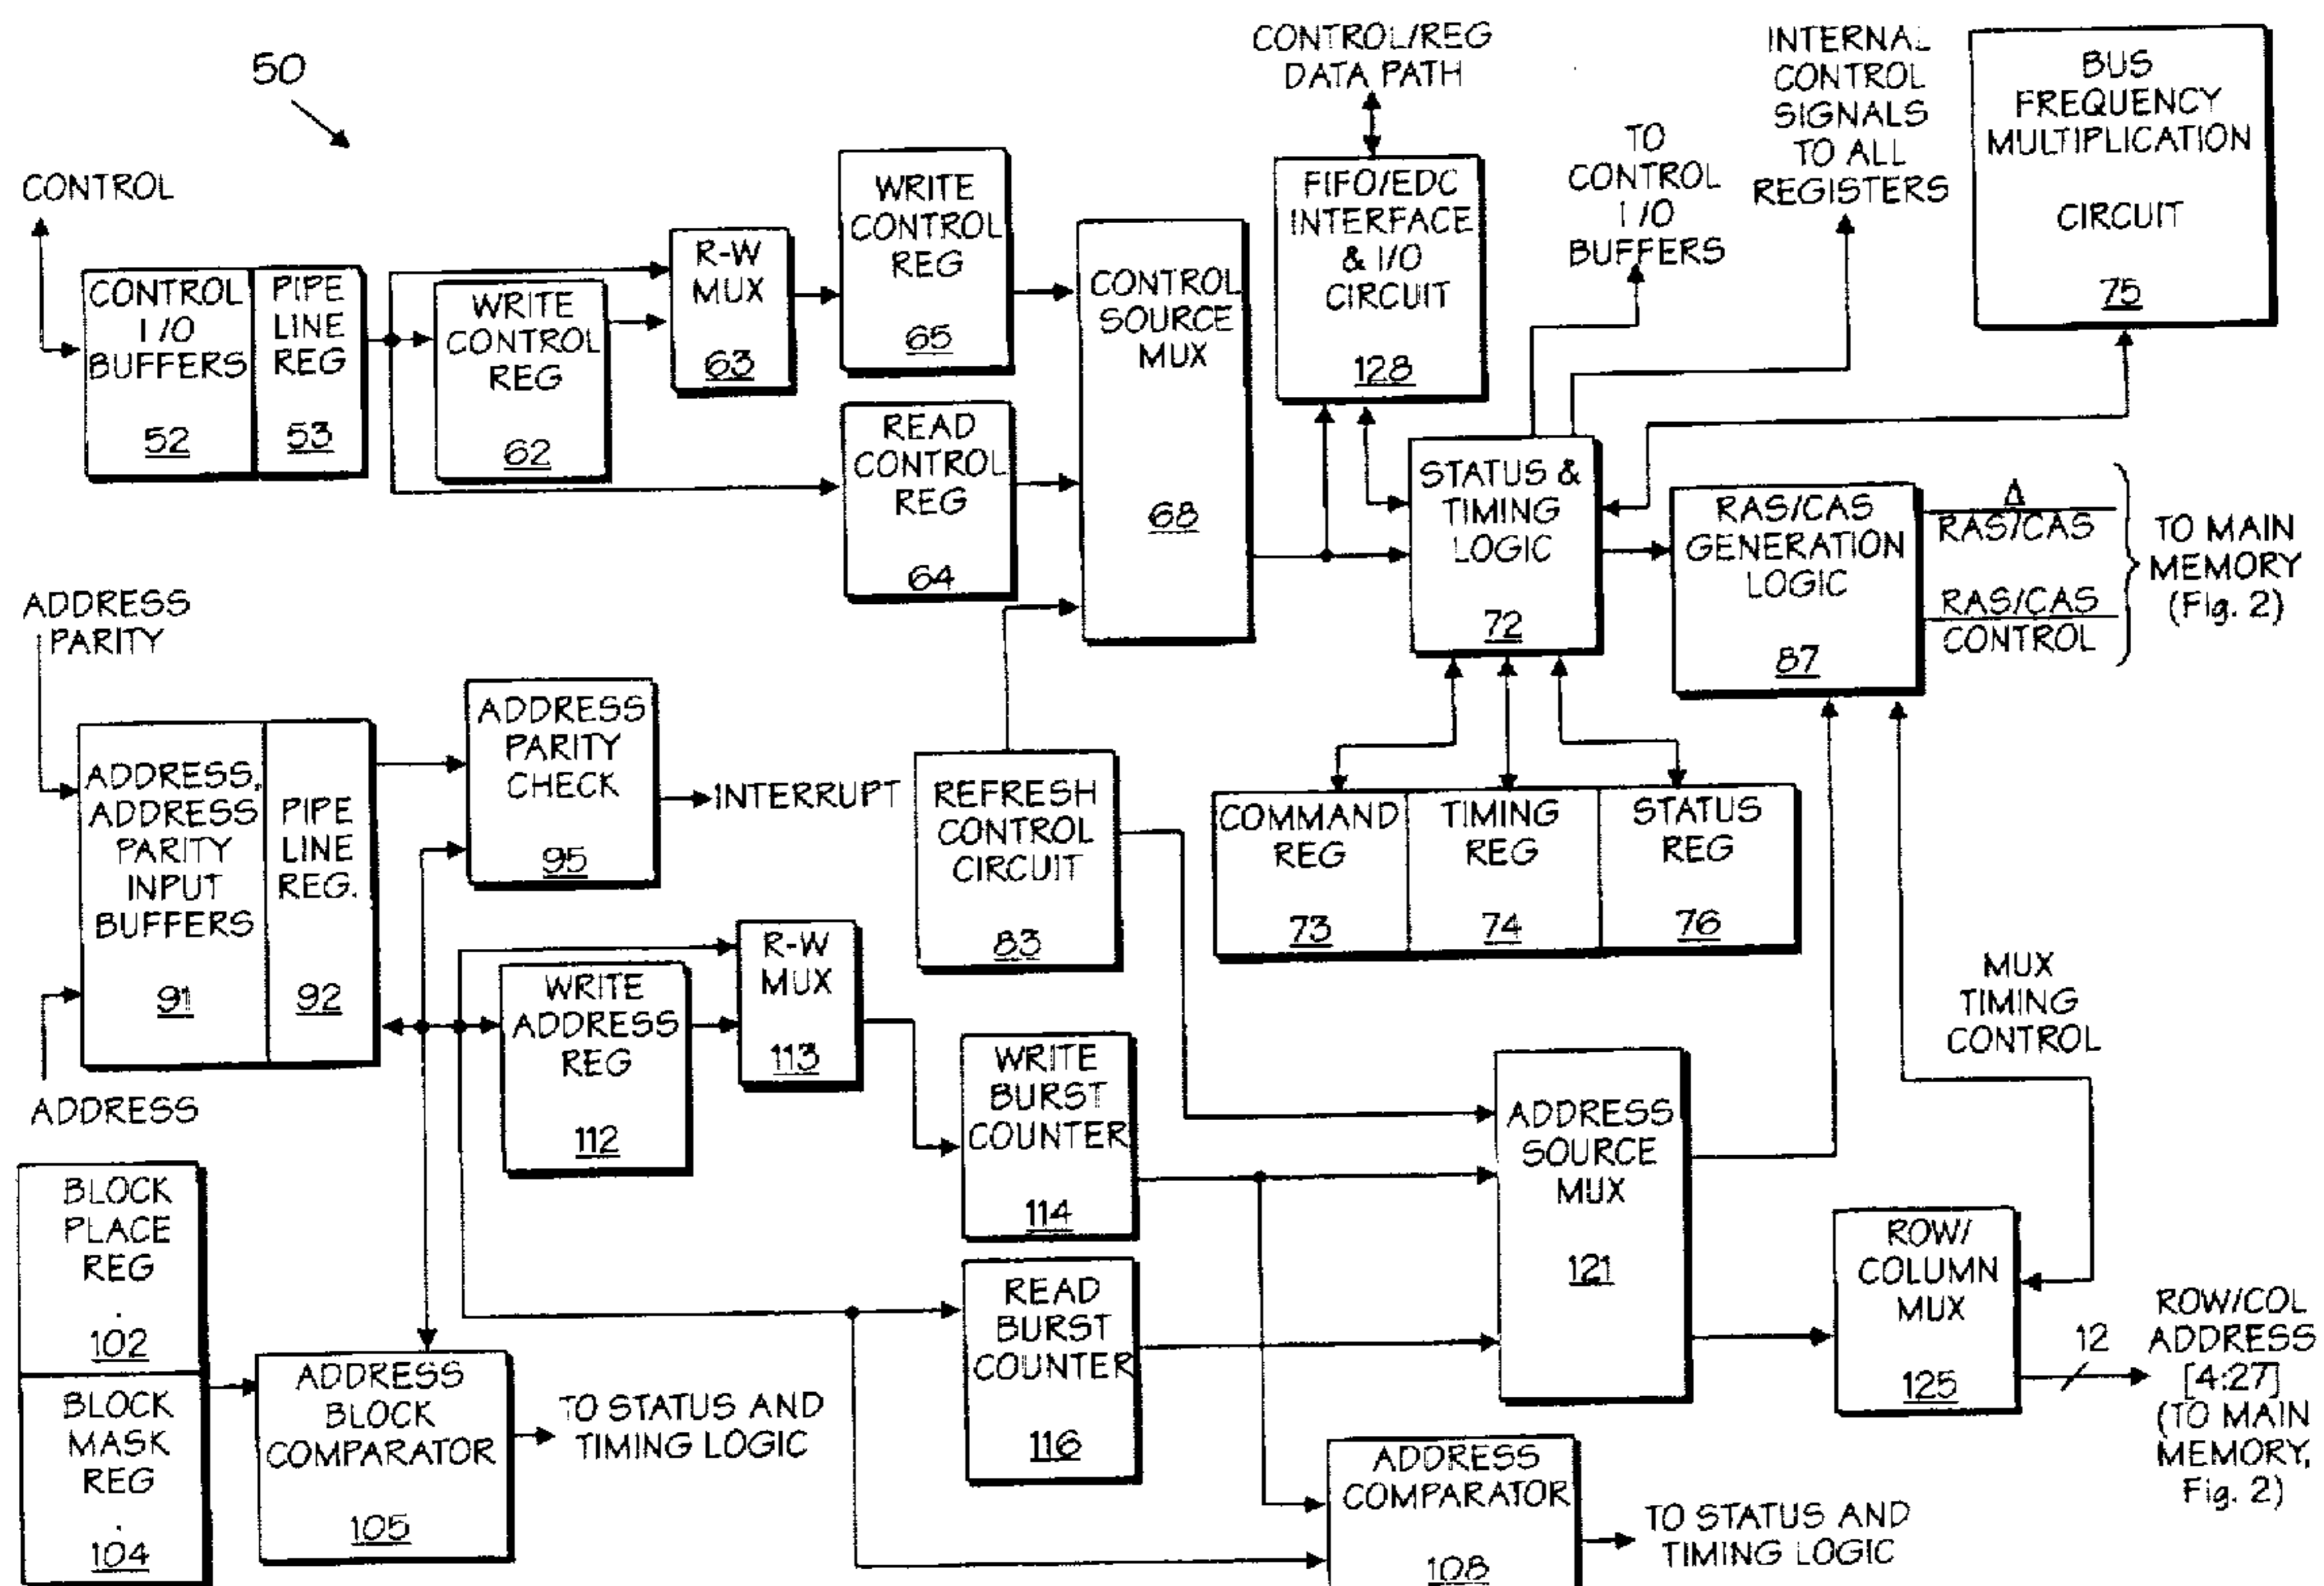 50
CONTROL
CONTROL
I/O
BUFFERS
52
PIPE
LINE
REG
53
WRITE
CONTROL
REG
62
R-W
MUX
63
WRITE
CONTROL
REG
65
READ
CONTROL
REG
64
CONTROL
SOURCE
MUX
68
CONTROL/REG
DATA PATH
FIFO/EDC
INTERFACE
& I/O
CIRCUIT
128
TO
CONTROL
I/O
BUFFERS
INTERNAL
CONTROL
SIGNALS
TO ALL
REGISTERS
BUS
FREQUENCY
MULTIPLICATION
CIRCUIT
75
STATUS &
TIMING
LOGIC
72
RAS/CAS
GENERATION
LOGIC
87
Δ
RAS/CAS
RAS/CAS
CONTROL
TO MAIN
MEMORY
(Fig. 2)
ADDRESS
PARITY
ADDRESS,
ADDRESS
PARITY
INPUT
BUFFERS
91
PIPE
LINE
REG.
92
ADDRESS
ADDRESS
PARITY
CHECK
95
INTERRUPT
REFRESH
CONTROL
CIRCUIT
83
COMMAND
REG
73
TIMING
REG
74
STATUS
REG
76
WRITE
ADDRESS
REG
112
R-W
MUX
113
WRITE
BURST
COUNTER
114
READ
BURST
COUNTER
116
ADDRESS
SOURCE
MUX
121
MUX
TIMING
CONTROL
ROW/
COLUMN
MUX
125
12
ROW/COL
ADDRESS
[4:27]
(TO MAIN
MEMORY,
Fig. 2)
BLOCK
PLACE
REG
.
102
BLOCK
MASK
REG
.
104
ADDRESS
BLOCK
COMPARATOR
105
TO STATUS AND
TIMING LOGIC
ADDRESS
COMPARATOR
108
TO STATUS AND
TIMING LOGIC